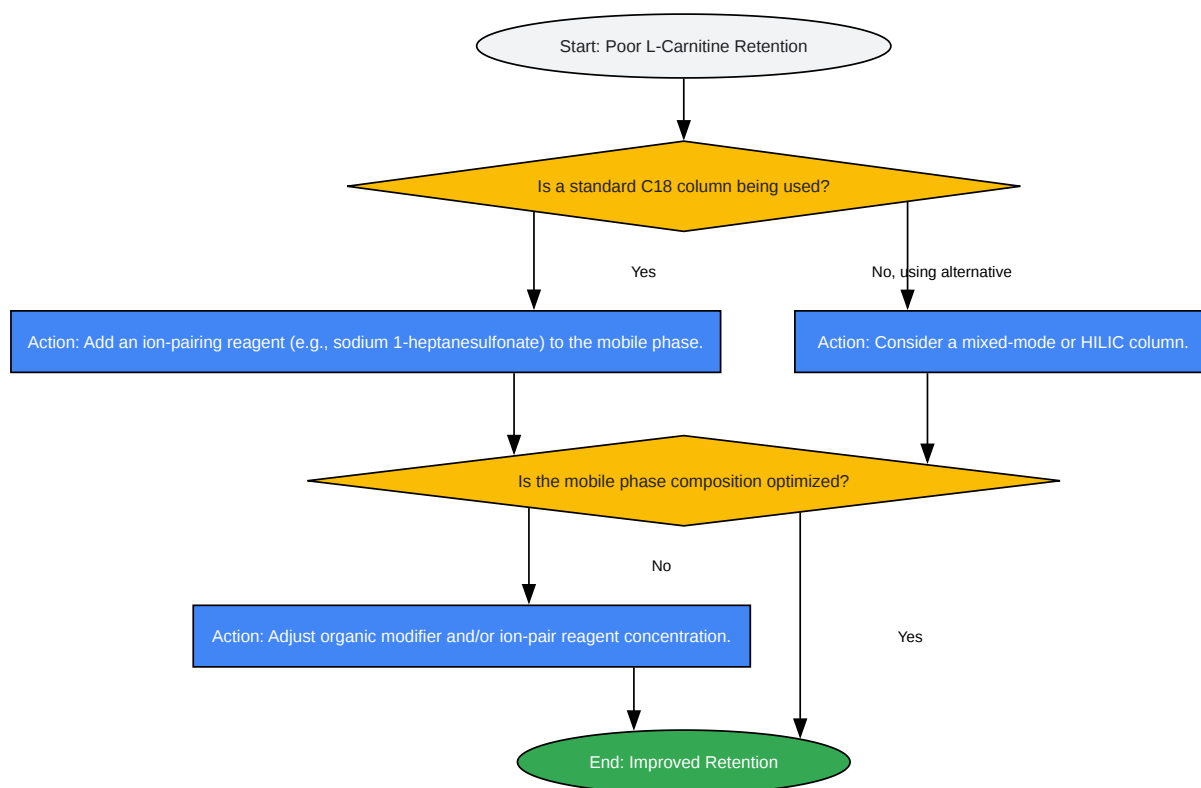 Start: Poor L-Carnitine Retention
Is a standard C18 column being used?
Yes
No, using alternative
Action: Add an ion-pairing reagent (e.g., sodium 1-heptanesulfonate) to the mobile phase.
Action: Consider a mixed-mode or HILIC column.
Is the mobile phase composition optimized?
No
Action: Adjust organic modifier and/or ion-pair reagent concentration.
Yes
End: Improved Retention